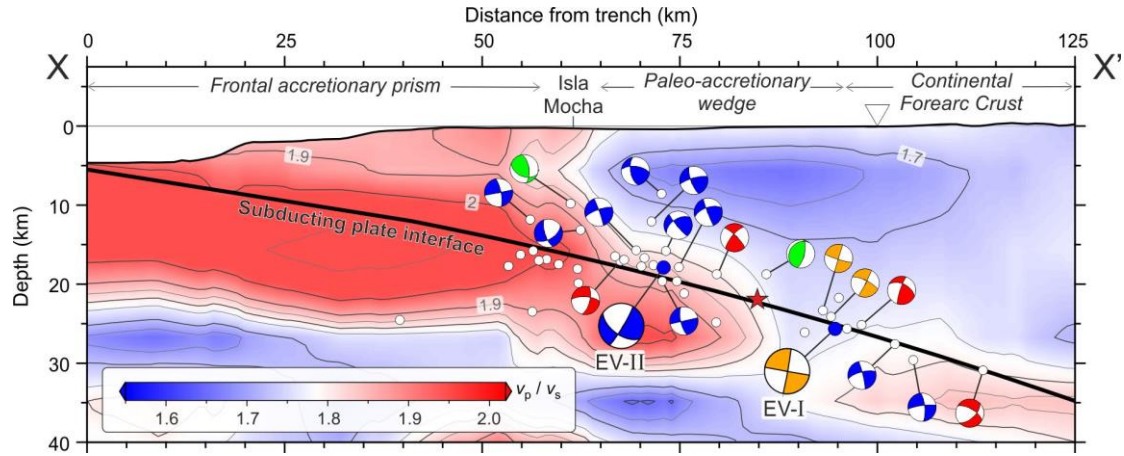 Distance from trench (km)
0 25 50 75 100 125
X X'
Frontal accretionary prism Isla Mocha Paleo-accretionary wedge Continental Forearc Crust
0
10
20
30
40
Depth (km)
1.9
2
1.7
1.9
Subducting plate interface
EV-II
EV-I
vp / vs
1.6 1.7 1.8 1.9 2.0